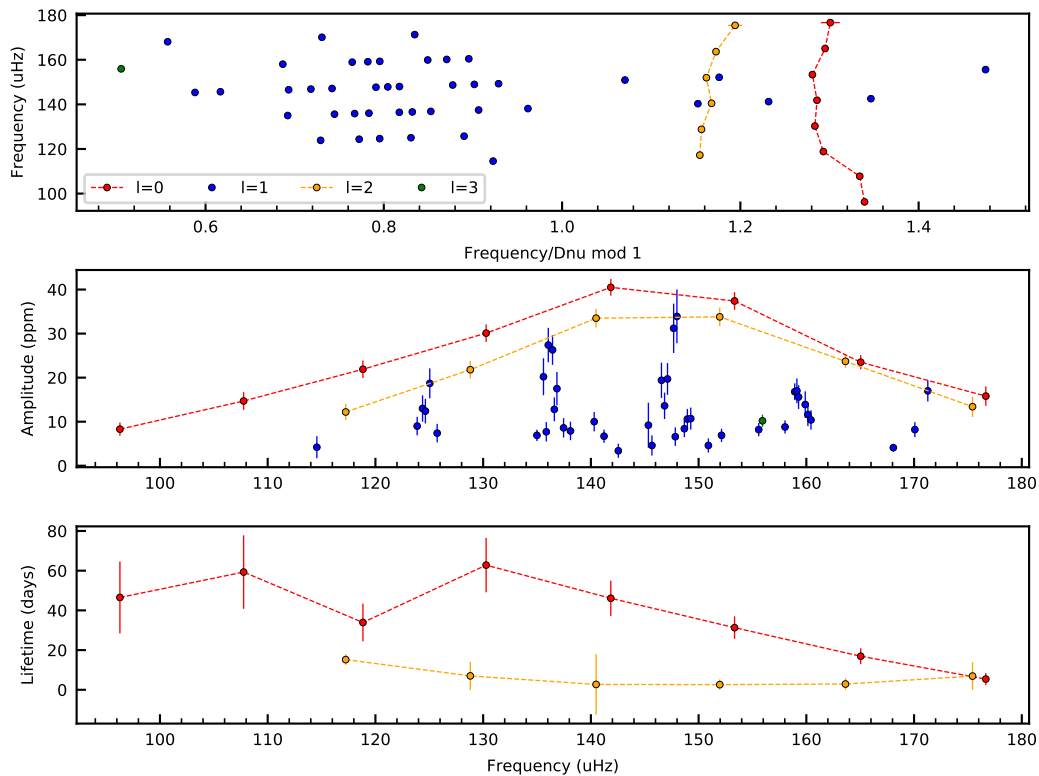 180
160
140
120
100
Frequency (uHz)
l=0 l=1 l=2 l=3
0.6 0.8 1.0 1.2 1.4
Frequency/Dnu mod 1
40
30
20
10
0
Amplitude (ppm)
100 110 120 130 140 150 160 170 180
80
60
40
20
0
Lifetime (days)
100 110 120 130 140 150 160 170 180
Frequency (uHz)